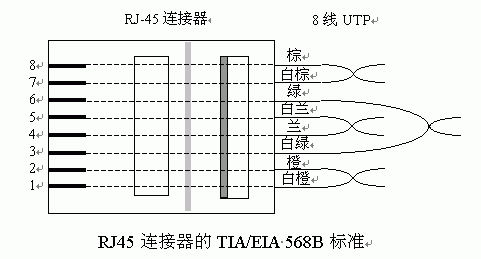 RJ-45 连接器 8 线 UTP
8 棕
7 白棕
6 绿
5 白兰
4 兰
3 白绿
2 橙
1 白橙
RJ45 连接器的 TIA/EIA·568B 标准